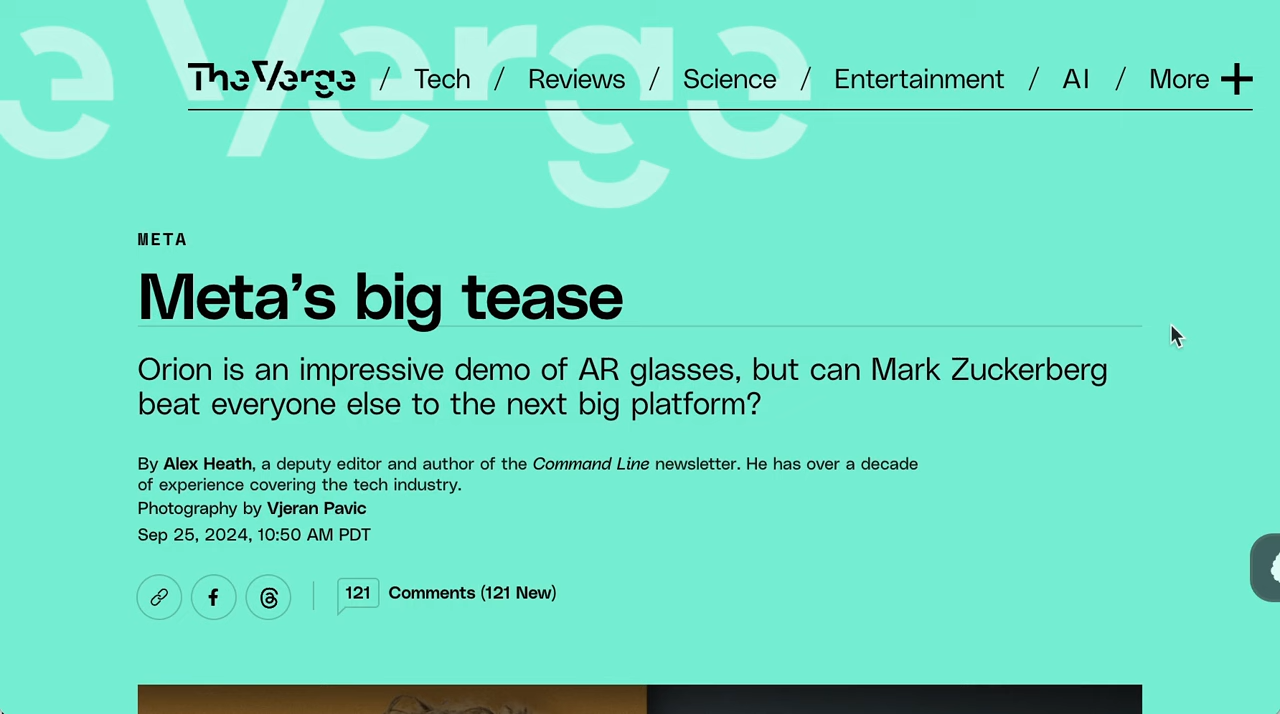 The Verge / Tech / Reviews / Science / Entertainment / AI / More +
META
Meta’s big tease
Orion is an impressive demo of AR glasses, but can Mark Zuckerberg
beat everyone else to the next big platform?
By Alex Heath, a deputy editor and author of the Command Line newsletter. He has over a decade
of experience covering the tech industry.
Photography by Vjeran Pavic
Sep 25, 2024, 10:50 AM PDT
121 Comments (121 New)